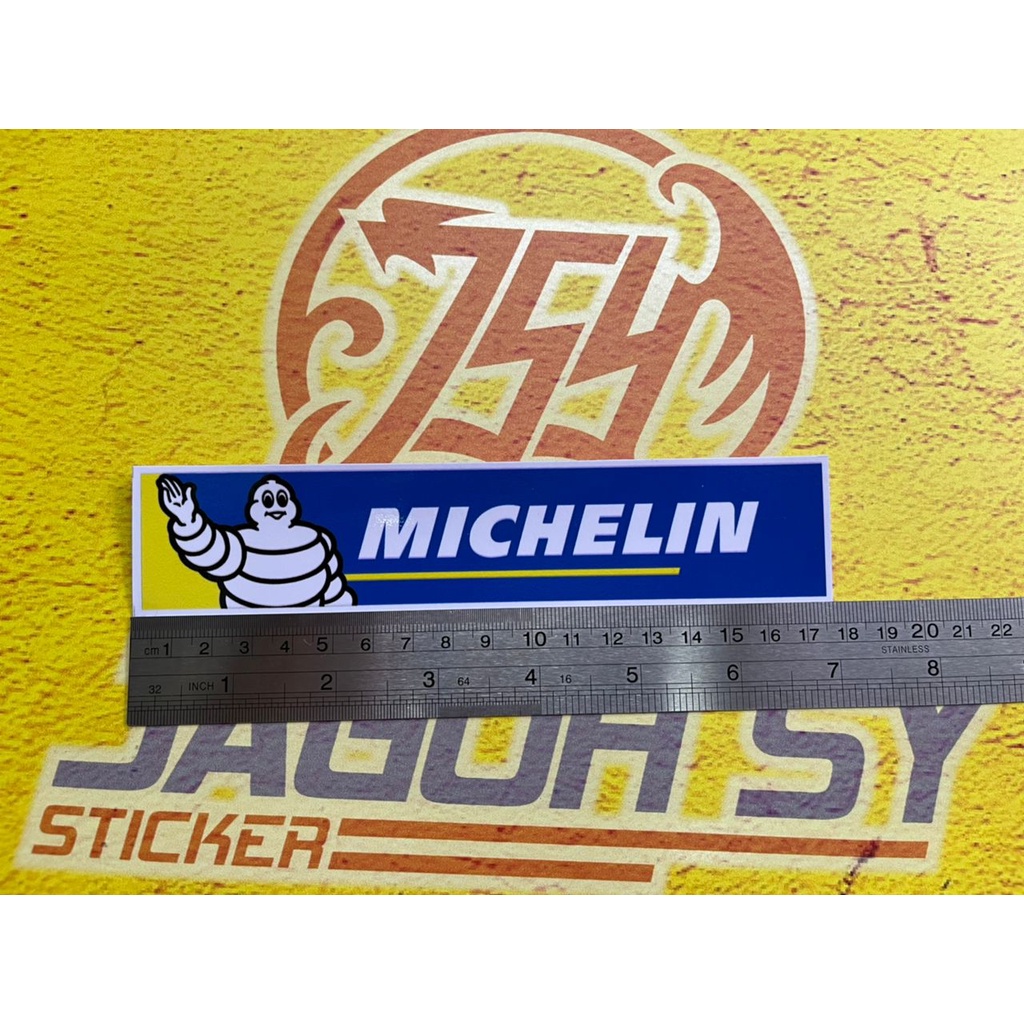 JSY
MICHELIN
cm 1 2 3 4 5 6 7 8 9 10 11 12 13 14 15 16 17 18 19 20 21 22
STAINLESS
32 INCH 1 2 3 64 4 16 5 6 7 8
JAGOH SY
STICKER